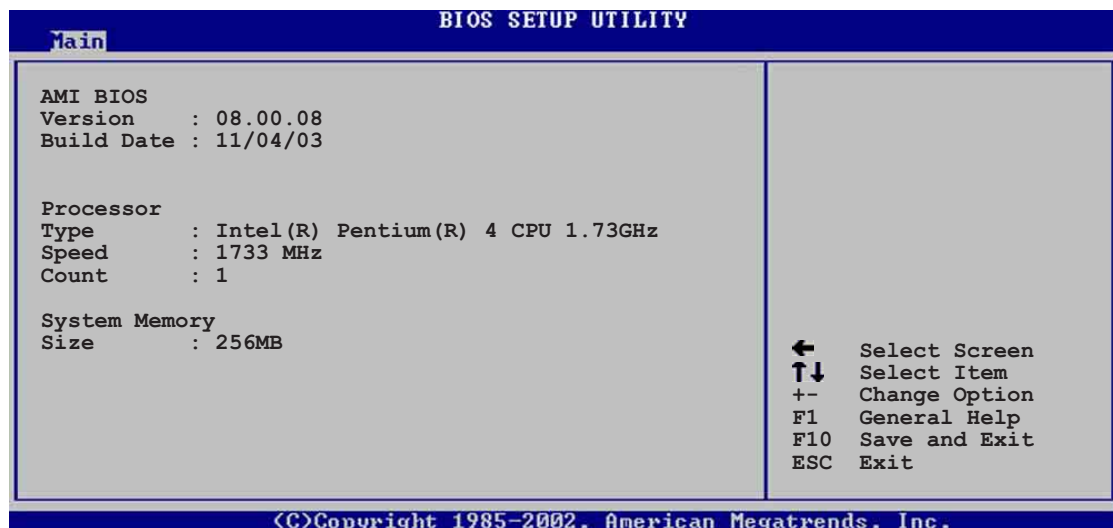 BIOS SETUP UTILITY
Main
AMI BIOS
Version : 08.00.08
Build Date : 11/04/03
Processor
Type : Intel(R) Pentium(R) 4 CPU 1.73GHz
Speed : 1733 MHz
Count : 1
System Memory
Size : 256MB
← Select Screen
↑↓ Select Item
+- Change Option
F1 General Help
F10 Save and Exit
ESC Exit
(C)Copyright 1985-2002, American Megatrends, Inc.